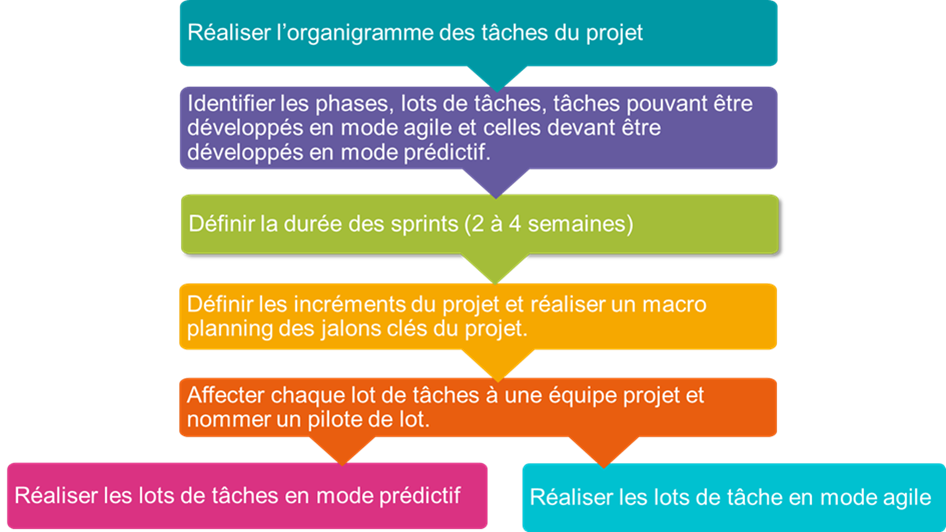 Réaliser l’organigramme des tâches du projet
Identifier les phases, lots de tâches, tâches pouvant être
développés en mode agile et celles devant être
développés en mode prédictif.
Définir la durée des sprints (2 à 4 semaines)
Définir les incréments du projet et réaliser un macro
planning des jalons clés du projet.
Affecter chaque lot de tâches à une équipe projet et
nommer un pilote de lot.
Réaliser les lots de tâches en mode prédictif
Réaliser les lots de tâche en mode agile